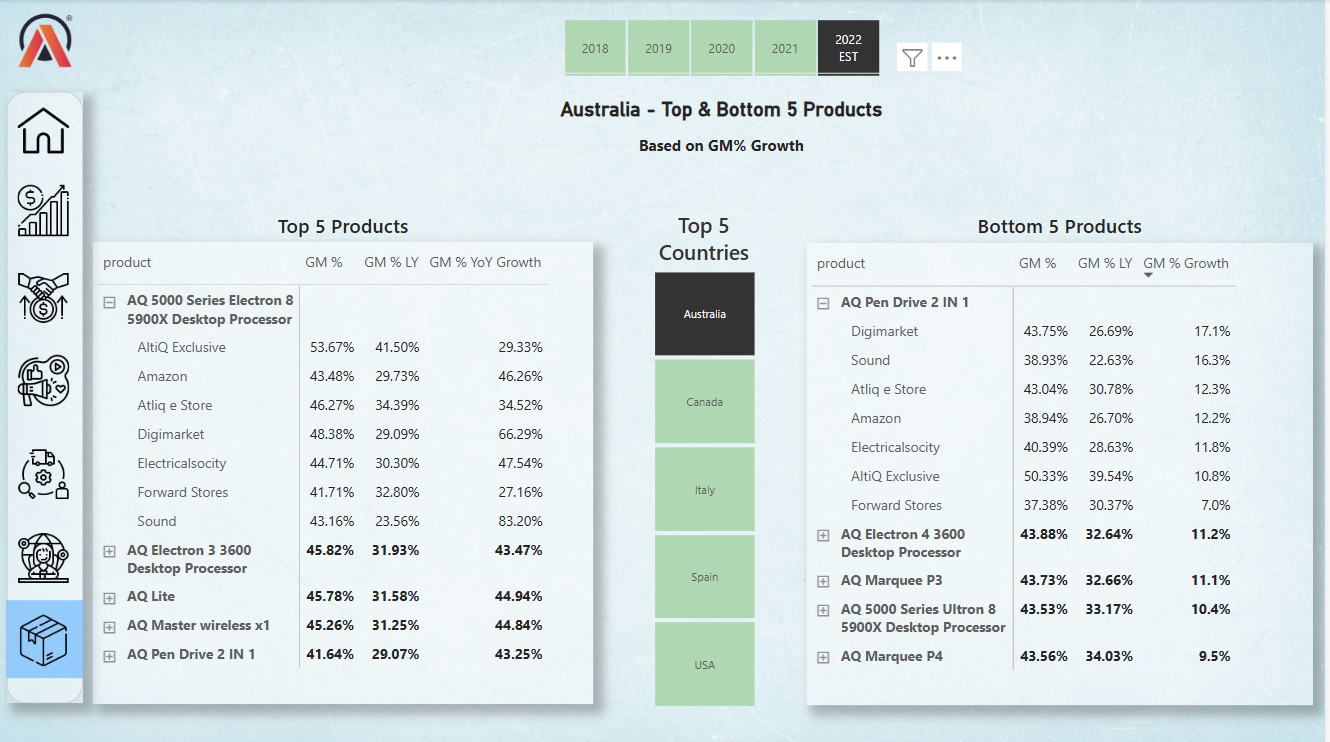 2018 2019 2020 2021 2022
EST
Australia - Top & Bottom 5 Products
Based on GM% Growth
Top 5 Products
product GM % GM % LY GM % YoY Growth
AQ 5000 Series Electron 8
5900X Desktop Processor
AltiQ Exclusive 53.67% 41.50% 29.33%
Amazon 43.48% 29.73% 46.26%
Atliq e Store 46.27% 34.39% 34.52%
Digimarket 48.38% 29.09% 66.29%
Electricalsocity 44.71% 30.30% 47.54%
Forward Stores 41.71% 32.80% 27.16%
Sound 43.16% 23.56% 83.20%
AQ Electron 3 3600 45.82% 31.93% 43.47%
Desktop Processor
AQ Lite 45.78% 31.58% 44.94%
AQ Master wireless x1 45.26% 31.25% 44.84%
AQ Pen Drive 2 IN 1 41.64% 29.07% 43.25%
Top 5
Countries
Australia
Canada
Italy
Spain
USA
Bottom 5 Products
product GM % GM % LY GM % Growth
AQ Pen Drive 2 IN 1
Digimarket 43.75% 26.69% 17.1%
Sound 38.93% 22.63% 16.3%
Atliq e Store 43.04% 30.78% 12.3%
Amazon 38.94% 26.70% 12.2%
Electricalsocity 40.39% 28.63% 11.8%
AltiQ Exclusive 50.33% 39.54% 10.8%
Forward Stores 37.38% 30.37% 7.0%
AQ Electron 4 3600 43.88% 32.64% 11.2%
Desktop Processor
AQ Marquee P3 43.73% 32.66% 11.1%
AQ 5000 Series Ultron 8 43.53% 33.17% 10.4%
5900X Desktop Processor
AQ Marquee P4 43.56% 34.03% 9.5%